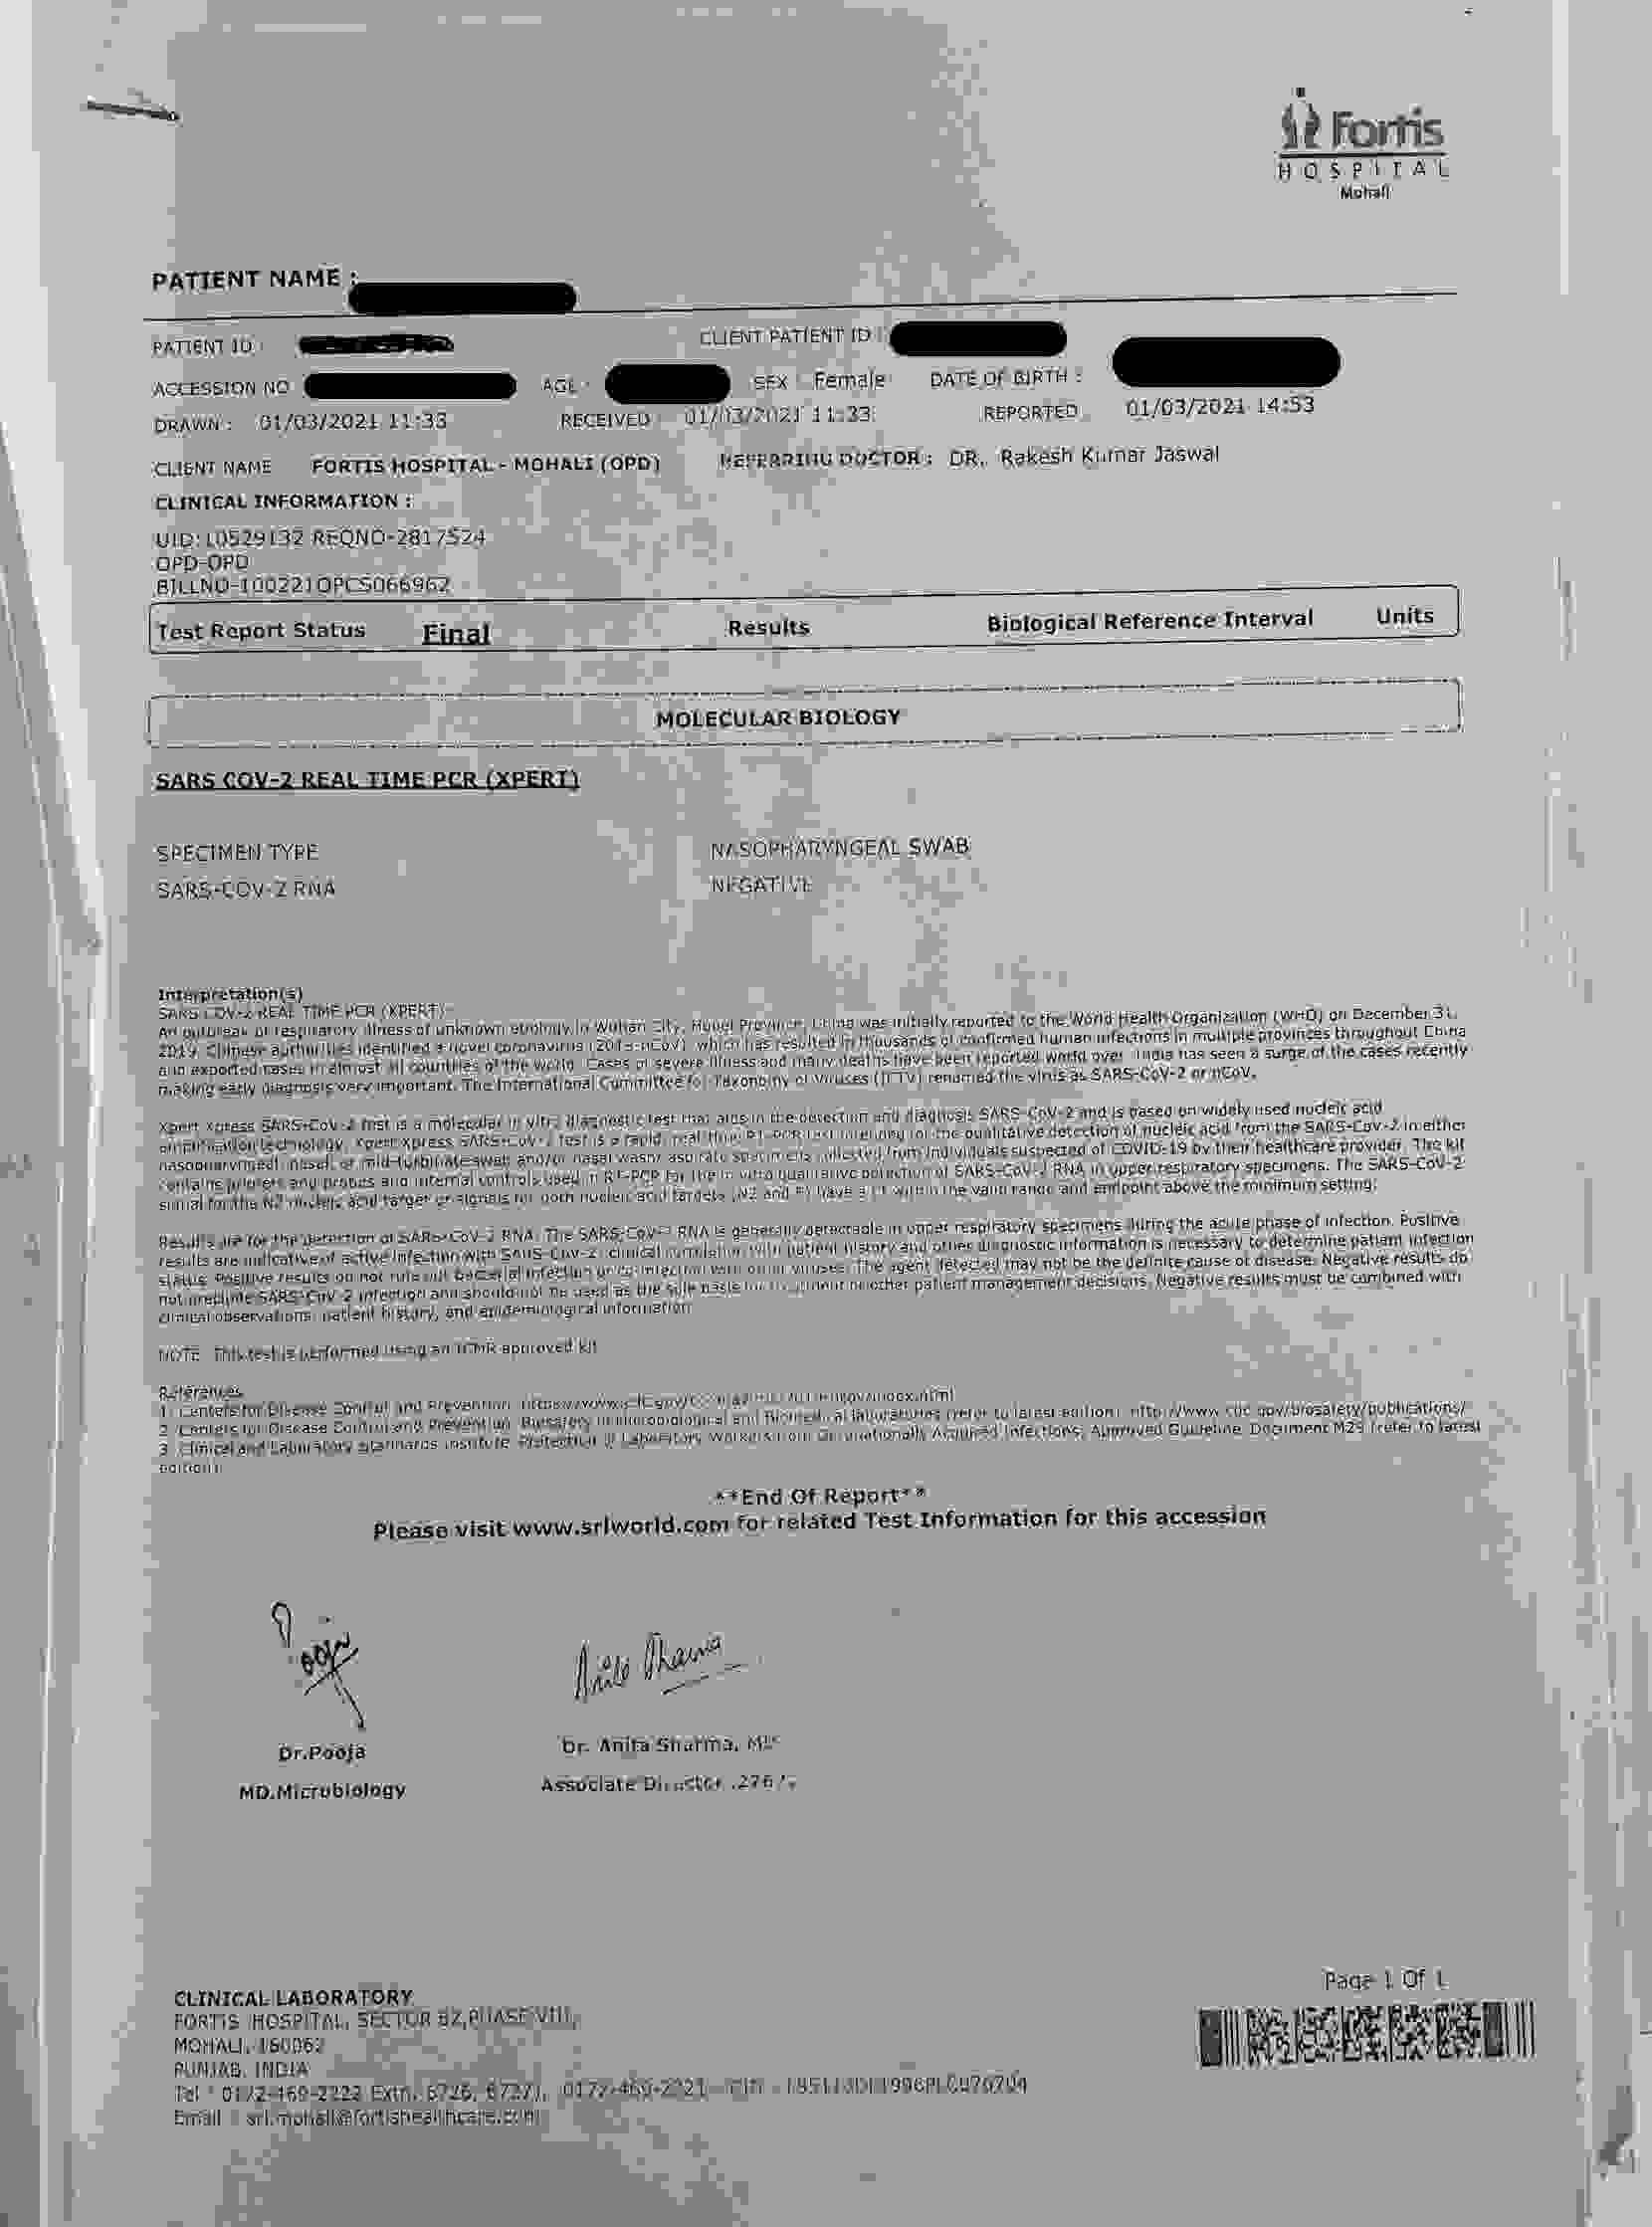 Fortis
HOSPITAL
Mohali
PATIENT NAME :
PATIENT ID :
CLIENT PATIENT ID :
ACCESSION NO
AGE :
SEX : Female
DATE OF BIRTH :
DRAWN : 01/03/2021 11:33
RECEIVED : 01/03/2021 11:33
REPORTED : 01/03/2021 14:53
CLIENT NAME FORTIS HOSPITAL - MOHALI (OPD)
REFERRING DOCTOR : DR. Rakesh Kumar Jaswal
CLINICAL INFORMATION :
UID:10529132 REQNO-2817524
OPD-OPD
BILLNO-100221OPCS066962
Test Report Status Final Results Biological Reference Interval Units
MOLECULAR BIOLOGY
SARS COV-2 REAL TIME PCR (XPERT)
SPECIMEN TYPE NASOPHARYNGEAL SWAB
SARS-COV-2 RNA NEGATIVE
Interpretation(s)
SARS COV-2 REAL TIME PCR (XPERT)-
An outbreak of respiratory illness of unknown etiology in Wuhan City, Hubei Province, China was initially reported to the World Health Organization (WHO) on December 31,
2019. Chinese authorities identified a novel coronavirus (2019-nCoV), which has resulted in thousands of confirmed human infections in multiple provinces throughout China
and exported cases in almost all countries of the world. Cases of severe illness and many deaths have been reported world over. India has seen a surge of the cases recently
making early diagnosis very important. The International Committee for Taxonomy of Viruses (ICTV) renamed the virus as SARS-CoV-2 or nCoV.
Xpert Xpress SARS-CoV-2 test is a molecular in vitro diagnostic test that aids in the detection and diagnosis SARS-CoV-2 and is based on widely used nucleic acid
amplification technology. Xpert Xpress SARS-CoV-2 test is a rapid, real-time RT-PCR test for the qualitative detection of nucleic acid from the SARS-CoV-2 in either
nasopharyngeal, nasal, or mid-turbinate swab and/or nasal wash/ aspirate specimens collected from individuals suspected of COVID-19 by their healthcare provider. The kit
contains primers and probes and internal controls used in RT-PCR for the in vitro qualitative detection of SARS-CoV-2 RNA in upper respiratory specimens. The SARS-CoV-2
signal for the N2 nucleic acid target or signals for both nucleic acid targets (N2 and E) have a Ct within the valid range and endpoint above the minimum setting.
Results are for the detection of SARS-CoV-2 RNA. The SARS-CoV-2 RNA is generally detectable in upper respiratory specimens during the acute phase of infection. Positive
results are indicative of active infection with SARS-CoV-2; clinical correlation with patient history and other diagnostic information is necessary to determine patient infection
status. Positive results do not rule out bacterial infection or co-infection with other viruses. The agent detected may not be the definite cause of disease. Negative results do
not preclude SARS-CoV-2 infection and should not be used as the sole basis for treatment or other patient management decisions. Negative results must be combined with
clinical observations, patient history, and epidemiological information.
NOTE: This test is performed using an ICMR approved kit
References
1. Centers for Disease Control and Prevention.
2. Centers for Disease Control and Prevention. Biosafety in microbiological and Biomedical laboratories (refer to latest edition). http://www.cdc.gov/biosafety/publications/
3. Clinical and Laboratory Standards Institute. Protection of Laboratory Workers from Occupationally Acquired Infections; Approved Guideline. Document M29 (refer to latest
edition).
**End Of Report**
Please visit www.srlworld.com for related Test Information for this accession
Pooja
Anita Sharma
Dr.Pooja
MD.Microbiology
Dr. Anita Sharma,
Associate Director
Page 1 Of 1
CLINICAL LABORATORY
FORTIS HOSPITAL, SECTOR 62,PHASE VIII,
MOHALI, 160062
PUNJAB, INDIA
Tel : 0172-469-2222 Extn. 6726, 6727),
Email : srl.mohali@fortishealthcare.com